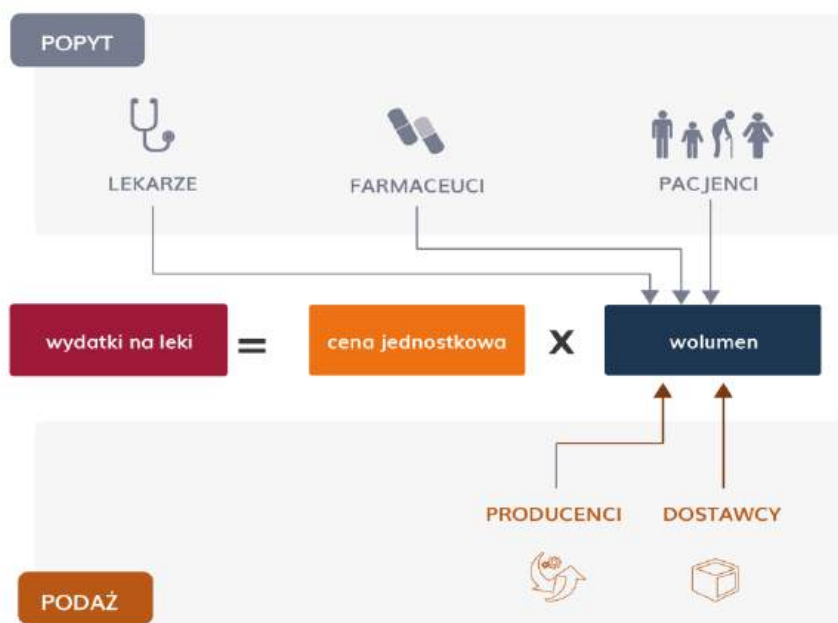 POPYT
LEKARZE
FARMACEUCI
PACJENCI
wydatki na leki = cena jednostkowa x wolumen
PRODUCENCI
DOSTAWCY
PODAŻ